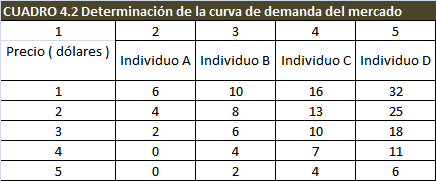 CUADRO 4.2 Determinación de la curva de demanda del mercado
1 2 3 4 5
Precio ( dólares ) Individuo A Individuo B Individuo C Individuo D
1 6 10 16 32
2 4 8 13 25
3 2 6 10 18
4 0 4 7 11
5 0 2 4 6